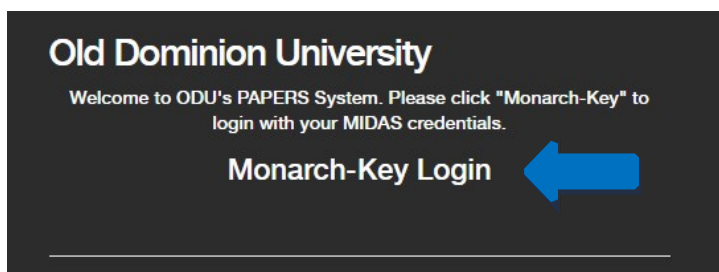 Old Dominion University
Welcome to ODU's PAPERS System. Please click "Monarch-Key" to
login with your MIDAS credentials.
Monarch-Key Login